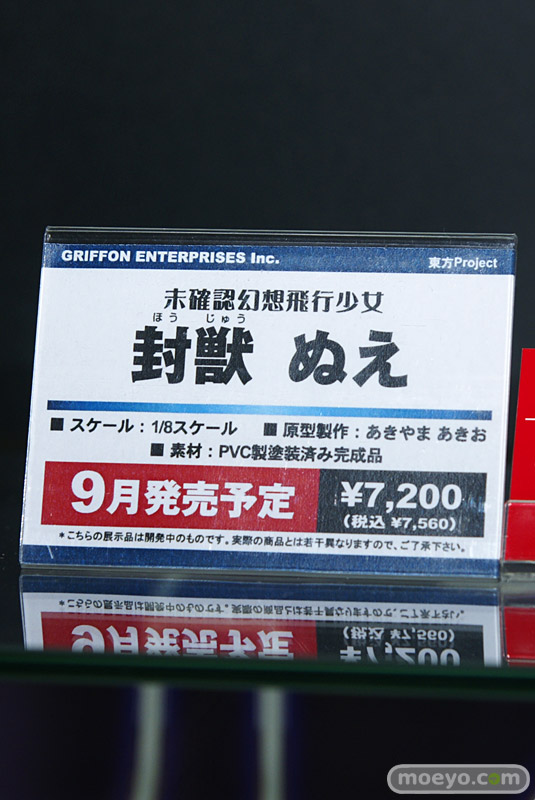 GRIFFON ENTERPRISES Inc. 東方Project
未確認幻想飛行少女
ほう じゅう
封獣 ぬえ
■ スケール：1/8スケール ■ 原型製作：あきやま あきお
■ 素材：PVC製塗装済み完成品
9月発売予定 ¥7,200
(税込 ¥7,560)
＊こちらの展示品は開発中のものです。実際の商品とは若干異なりますので、ご了承下さい。
moeyo.com